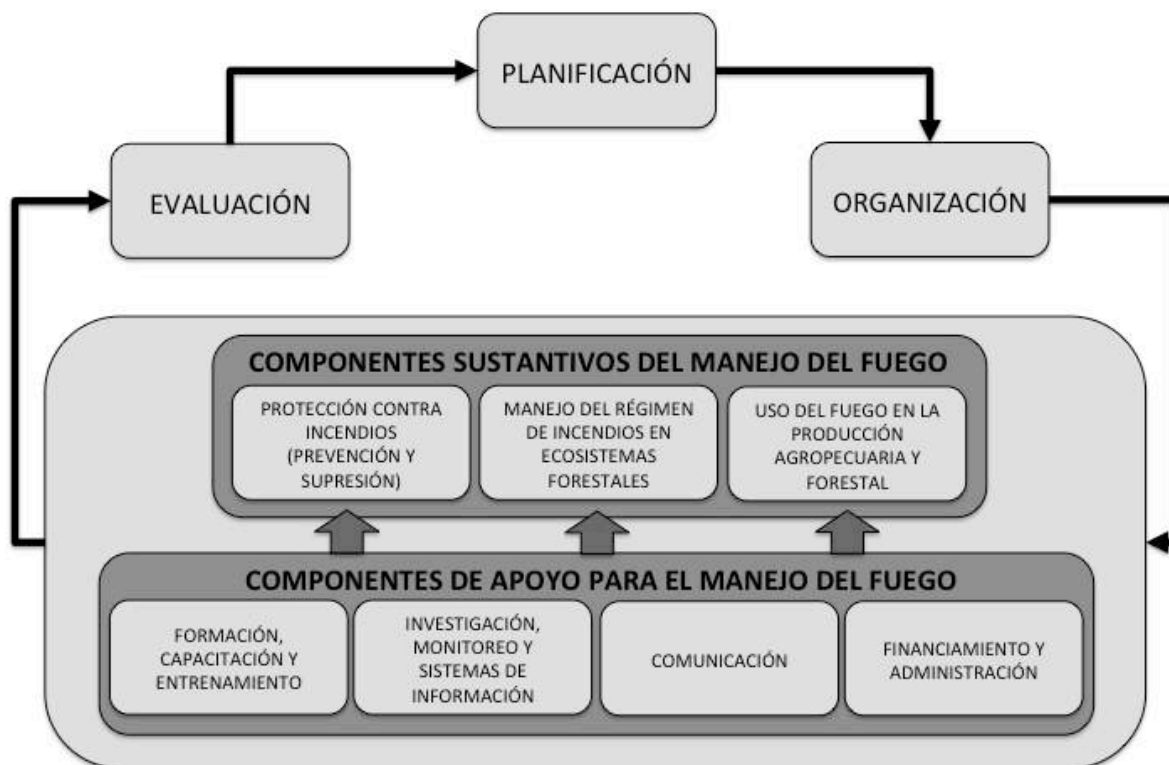 PLANIFICACIÓN
EVALUACIÓN
ORGANIZACIÓN
COMPONENTES SUSTANTIVOS DEL MANEJO DEL FUEGO
PROTECCIÓN CONTRA
INCENDIOS
(PREVENCIÓN Y
SUPRESIÓN)
MANEJO DEL RÉGIMEN
DE INCENDIOS EN
ECOSISTEMAS
FORESTALES
USO DEL FUEGO EN LA
PRODUCCIÓN
AGROPECUARIA Y
FORESTAL
COMPONENTES DE APOYO PARA EL MANEJO DEL FUEGO
FORMACIÓN,
CAPACITACIÓN Y
ENTRENAMIENTO
INVESTIGACIÓN,
MONITOREO Y
SISTEMAS DE
INFORMACIÓN
COMUNICACIÓN
FINANCIAMIENTO Y
ADMINISTRACIÓN